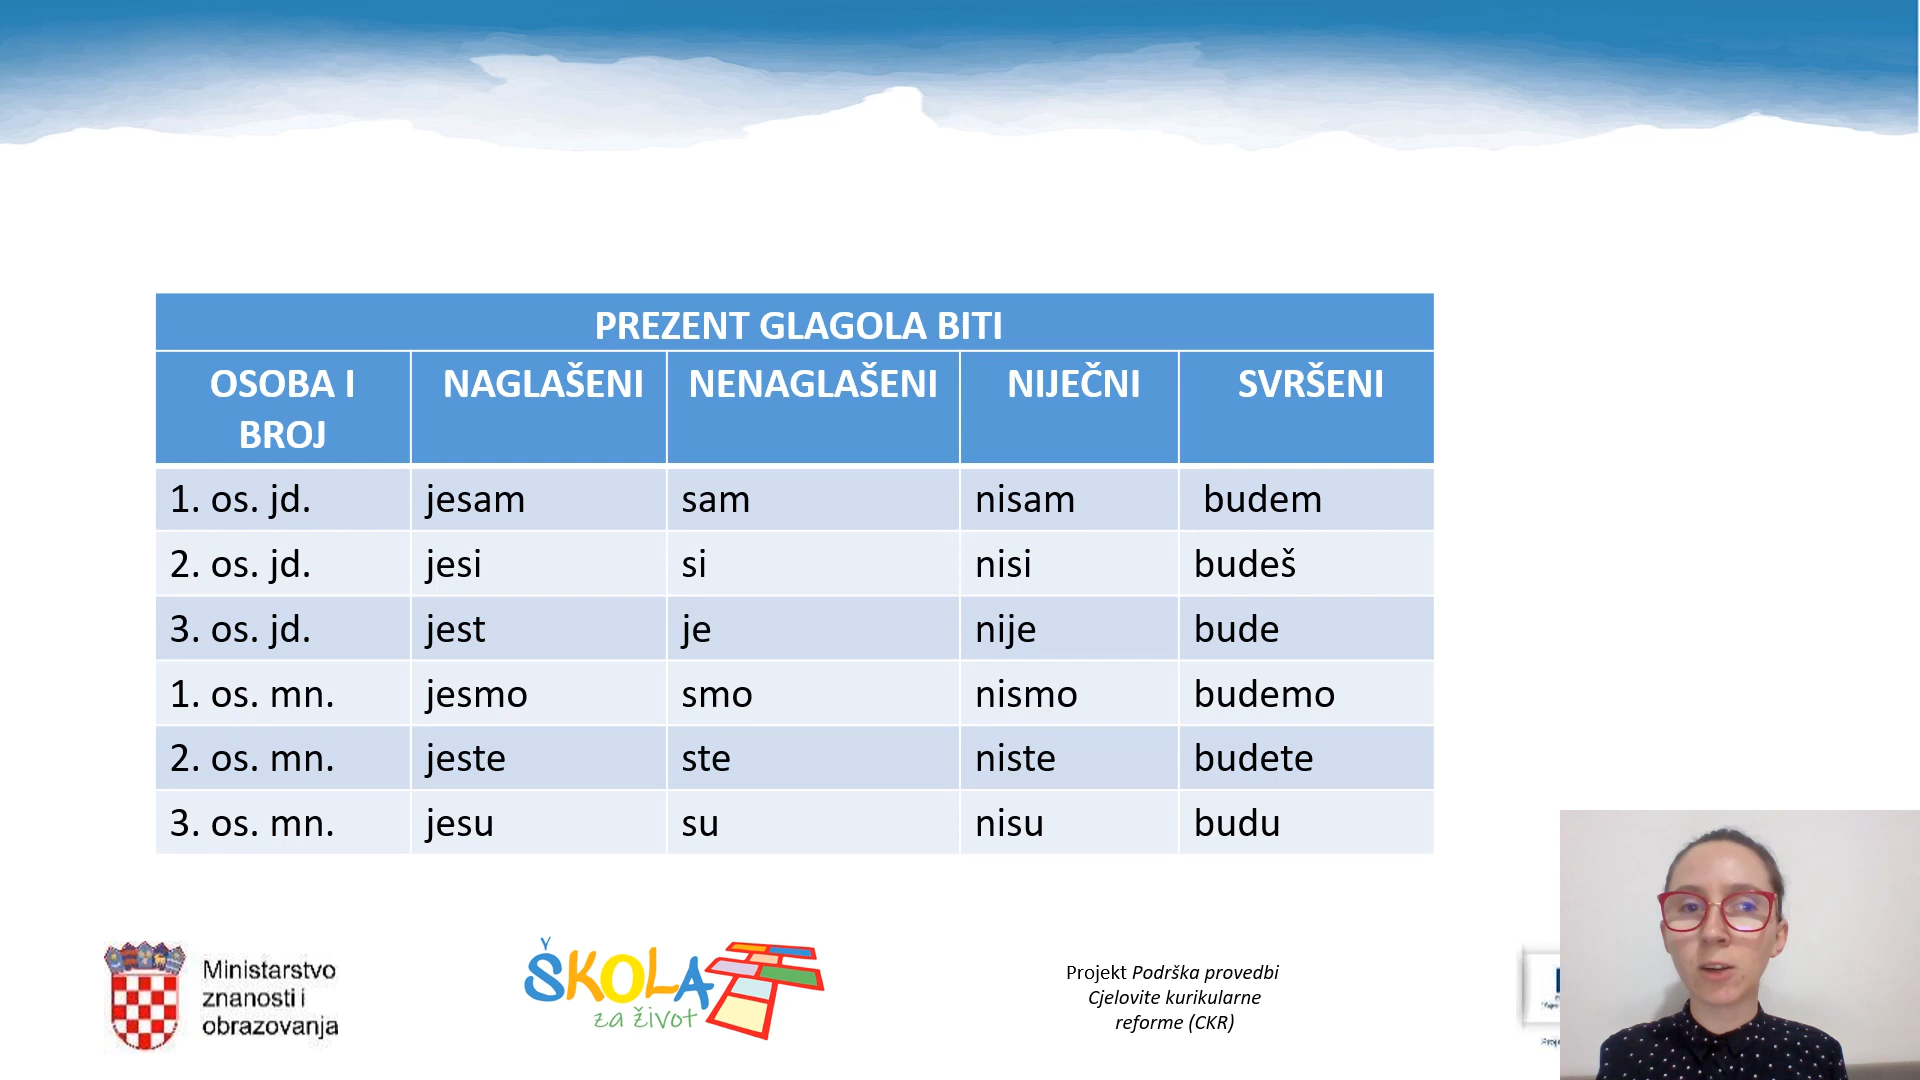 PREZENT GLAGOLA BITI
OSOBA I BROJ NAGLAŠENI NENAGLAŠENI NIJEČNI SVRŠENI
1. os. jd. jesam sam nisam budem
2. os. jd. jesi si nisi budeš
3. os. jd. jest je nije bude
1. os. mn. jesmo smo nismo budemo
2. os. mn. jeste ste niste budete
3. os. mn. jesu su nisu budu
Ministarstvo
znanosti i
obrazovanja
ŠKOLA
za život
Projekt Podrška provedbi
Cjelovite kurikularne
reforme (CKR)